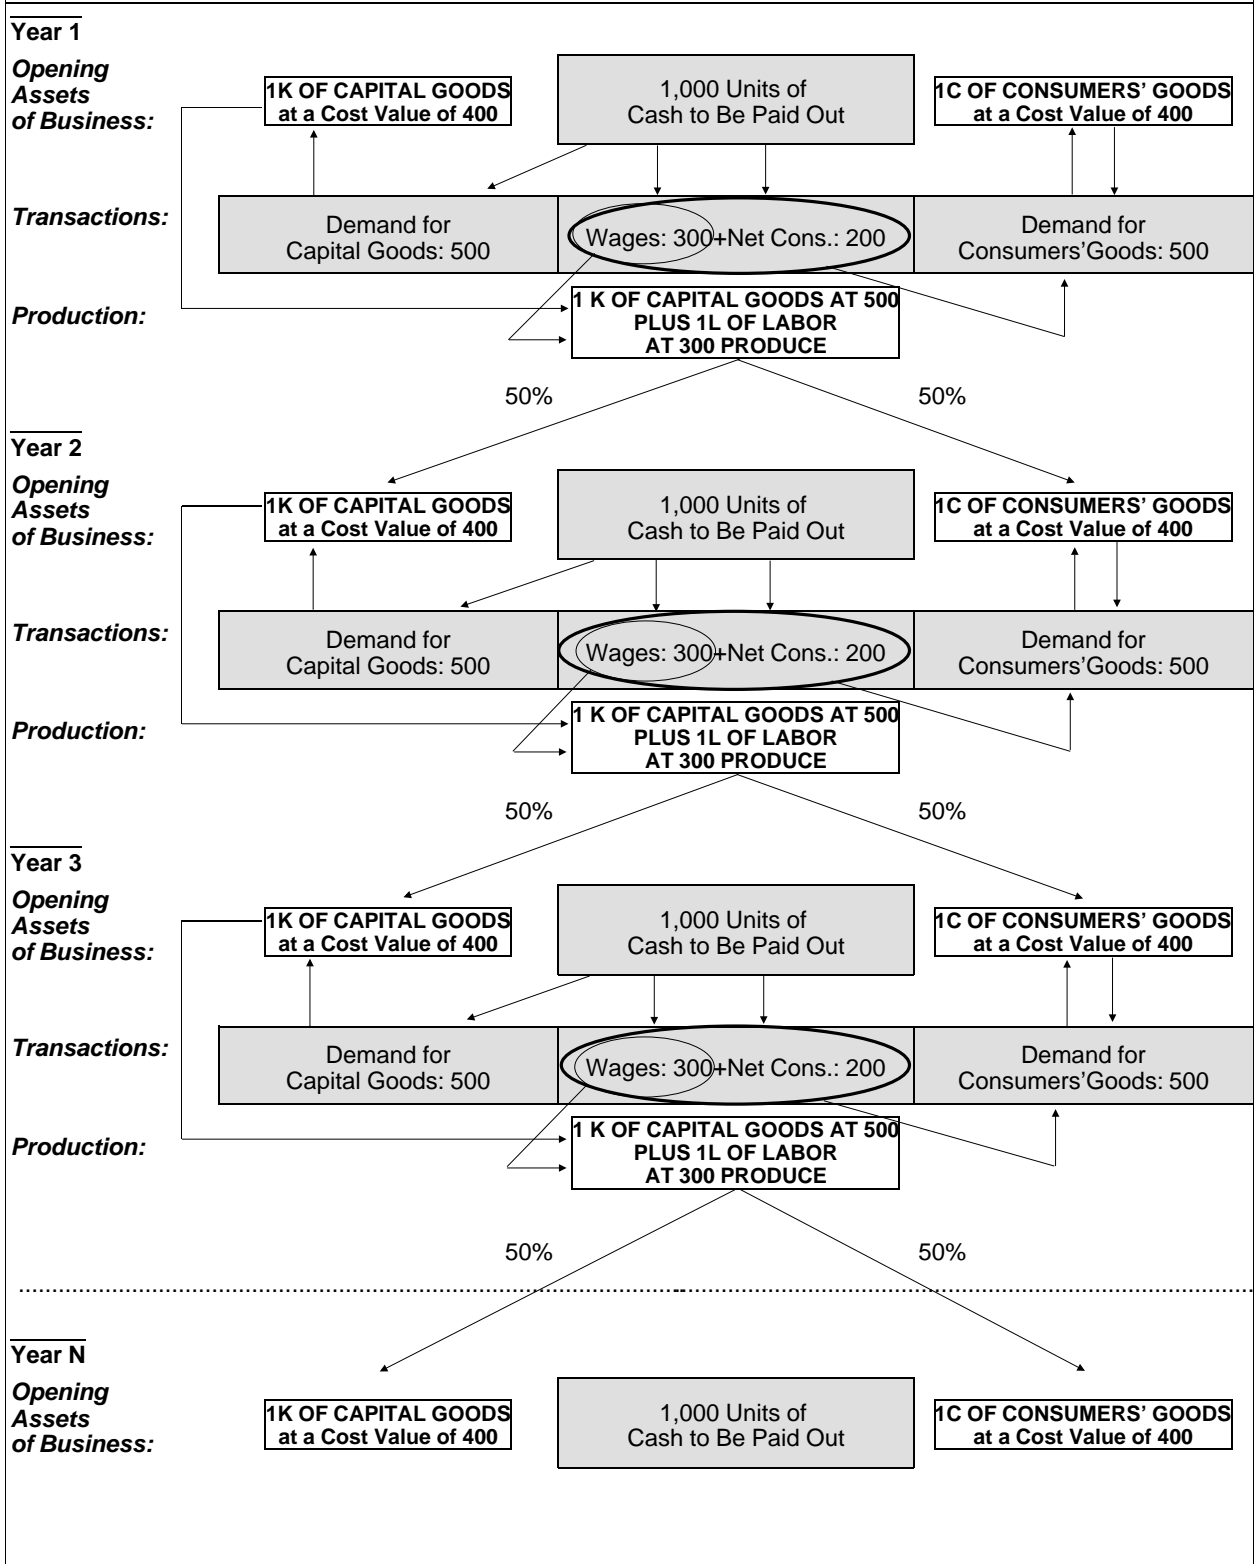 Year 1
Opening
Assets
of Business:
1K OF CAPITAL GOODS
at a Cost Value of 400
1,000 Units of
Cash to Be Paid Out
1C OF CONSUMERS’ GOODS
at a Cost Value of 400
Transactions:
Demand for
Capital Goods: 500
Wages: 300+Net Cons.: 200
Demand for
Consumers’Goods: 500
Production:
1 K OF CAPITAL GOODS AT 500
PLUS 1L OF LABOR
AT 300 PRODUCE
50%
50%
Year 2
Opening
Assets
of Business:
1K OF CAPITAL GOODS
at a Cost Value of 400
1,000 Units of
Cash to Be Paid Out
1C OF CONSUMERS’ GOODS
at a Cost Value of 400
Transactions:
Demand for
Capital Goods: 500
Wages: 300+Net Cons.: 200
Demand for
Consumers’Goods: 500
Production:
1 K OF CAPITAL GOODS AT 500
PLUS 1L OF LABOR
AT 300 PRODUCE
50%
50%
Year 3
Opening
Assets
of Business:
1K OF CAPITAL GOODS
at a Cost Value of 400
1,000 Units of
Cash to Be Paid Out
1C OF CONSUMERS’ GOODS
at a Cost Value of 400
Transactions:
Demand for
Capital Goods: 500
Wages: 300+Net Cons.: 200
Demand for
Consumers’Goods: 500
Production:
1 K OF CAPITAL GOODS AT 500
PLUS 1L OF LABOR
AT 300 PRODUCE
50%
50%
Year N
Opening
Assets
of Business:
1K OF CAPITAL GOODS
at a Cost Value of 400
1,000 Units of
Cash to Be Paid Out
1C OF CONSUMERS’ GOODS
at a Cost Value of 400